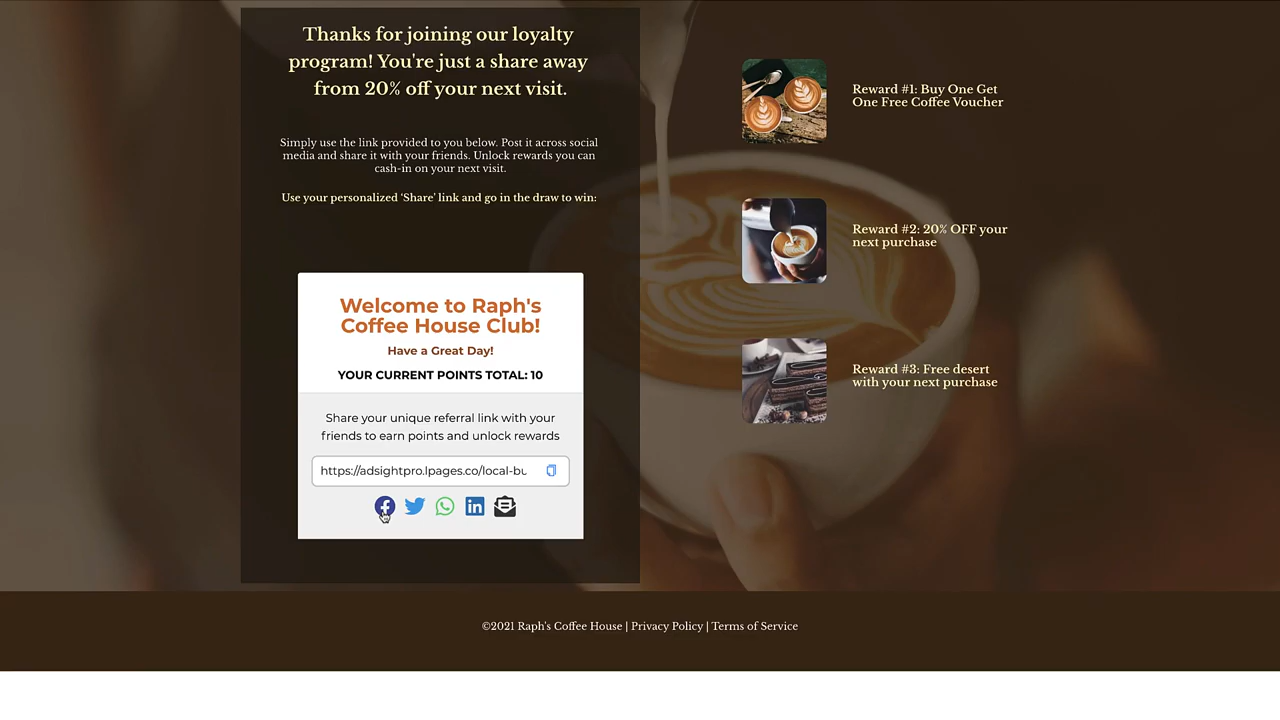 Thanks for joining our loyalty
program! You're just a share away
from 20% off your next visit.
Simply use the link provided to you below. Post it across social
media and share it with your friends. Unlock rewards you can
cash-in on your next visit.
Use your personalized ‘Share’ link and go in the draw to win:
Welcome to Raph's
Coffee House Club!
Have a Great Day!
YOUR CURRENT POINTS TOTAL: 10
Share your unique referral link with your
friends to earn points and unlock rewards
https://adsightpro.lpages.co/local-bu
Reward #1: Buy One Get
One Free Coffee Voucher
Reward #2: 20% OFF your
next purchase
Reward #3: Free desert
with your next purchase
©2021 Raph's Coffee House | Privacy Policy | Terms of Service